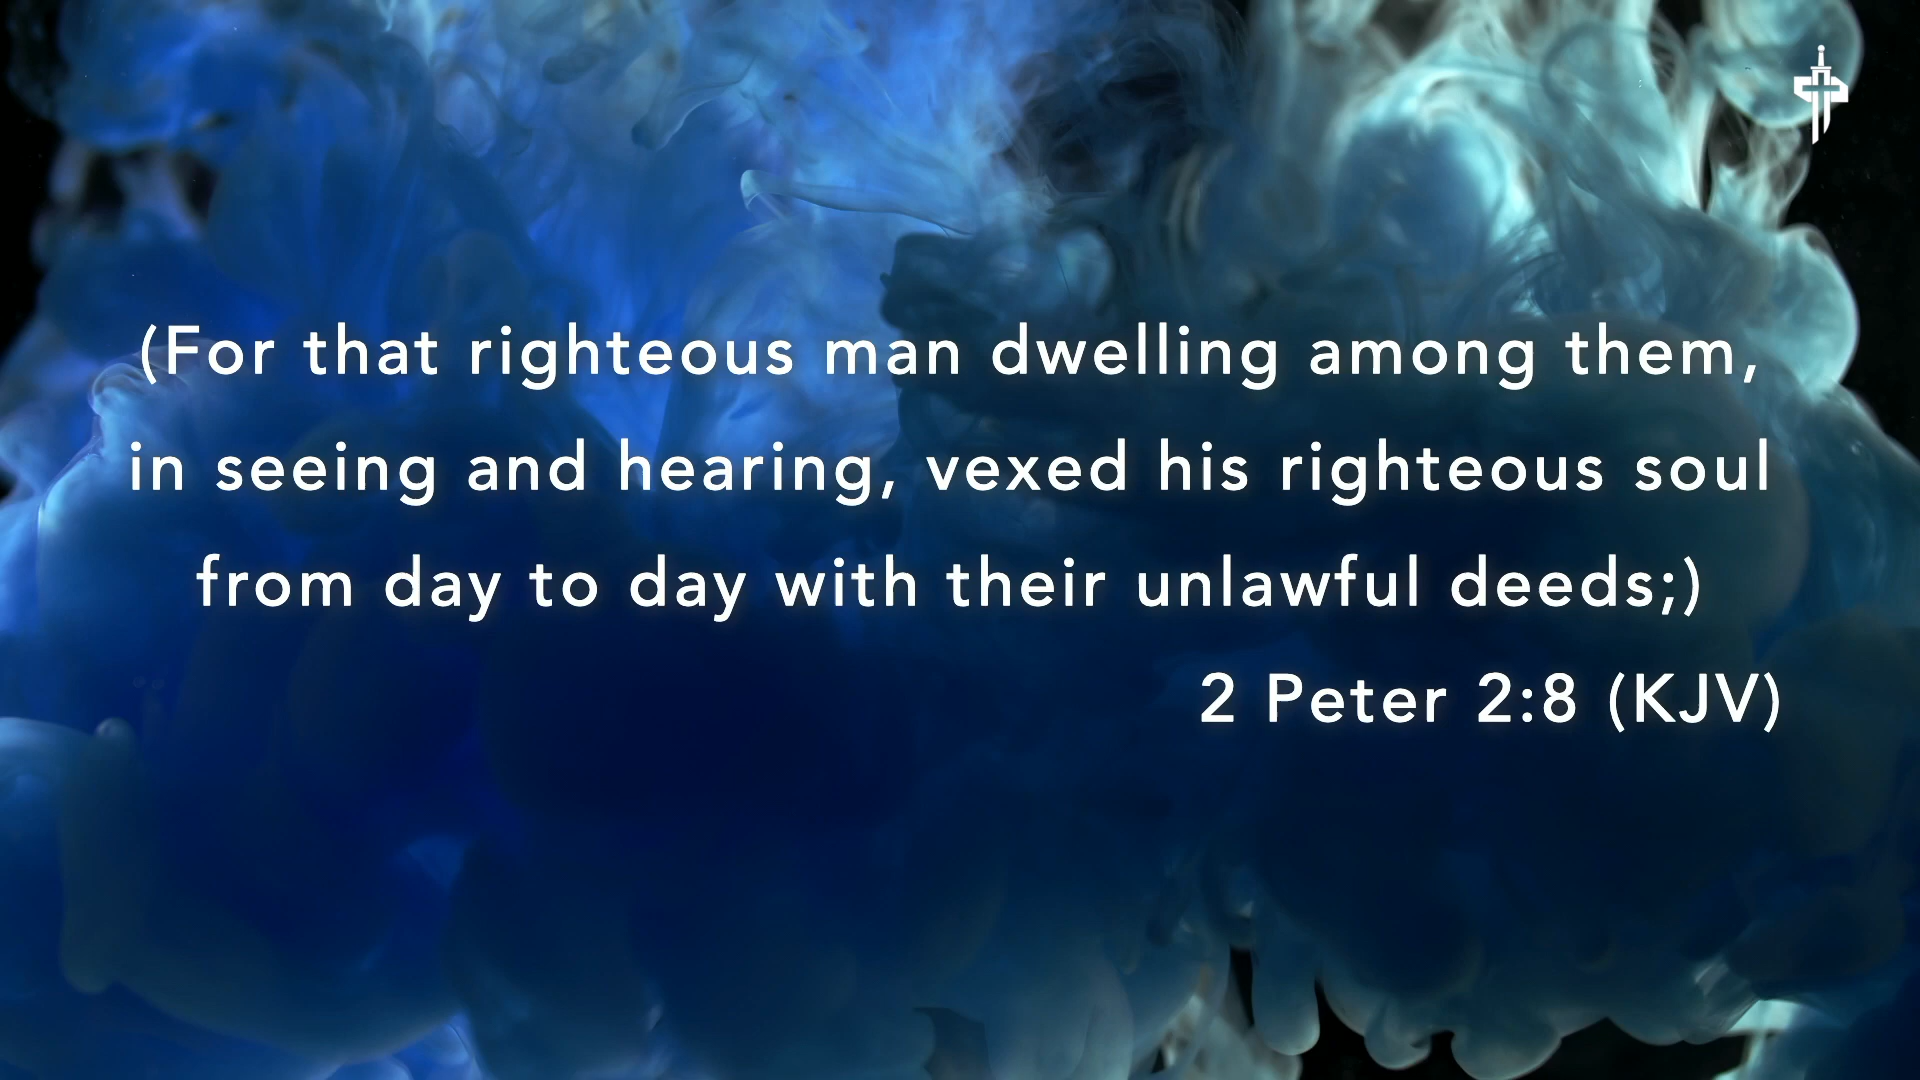 (For that righteous man dwelling among them,
in seeing and hearing, vexed his righteous soul
from day to day with their unlawful deeds;)
2 Peter 2:8 (KJV)